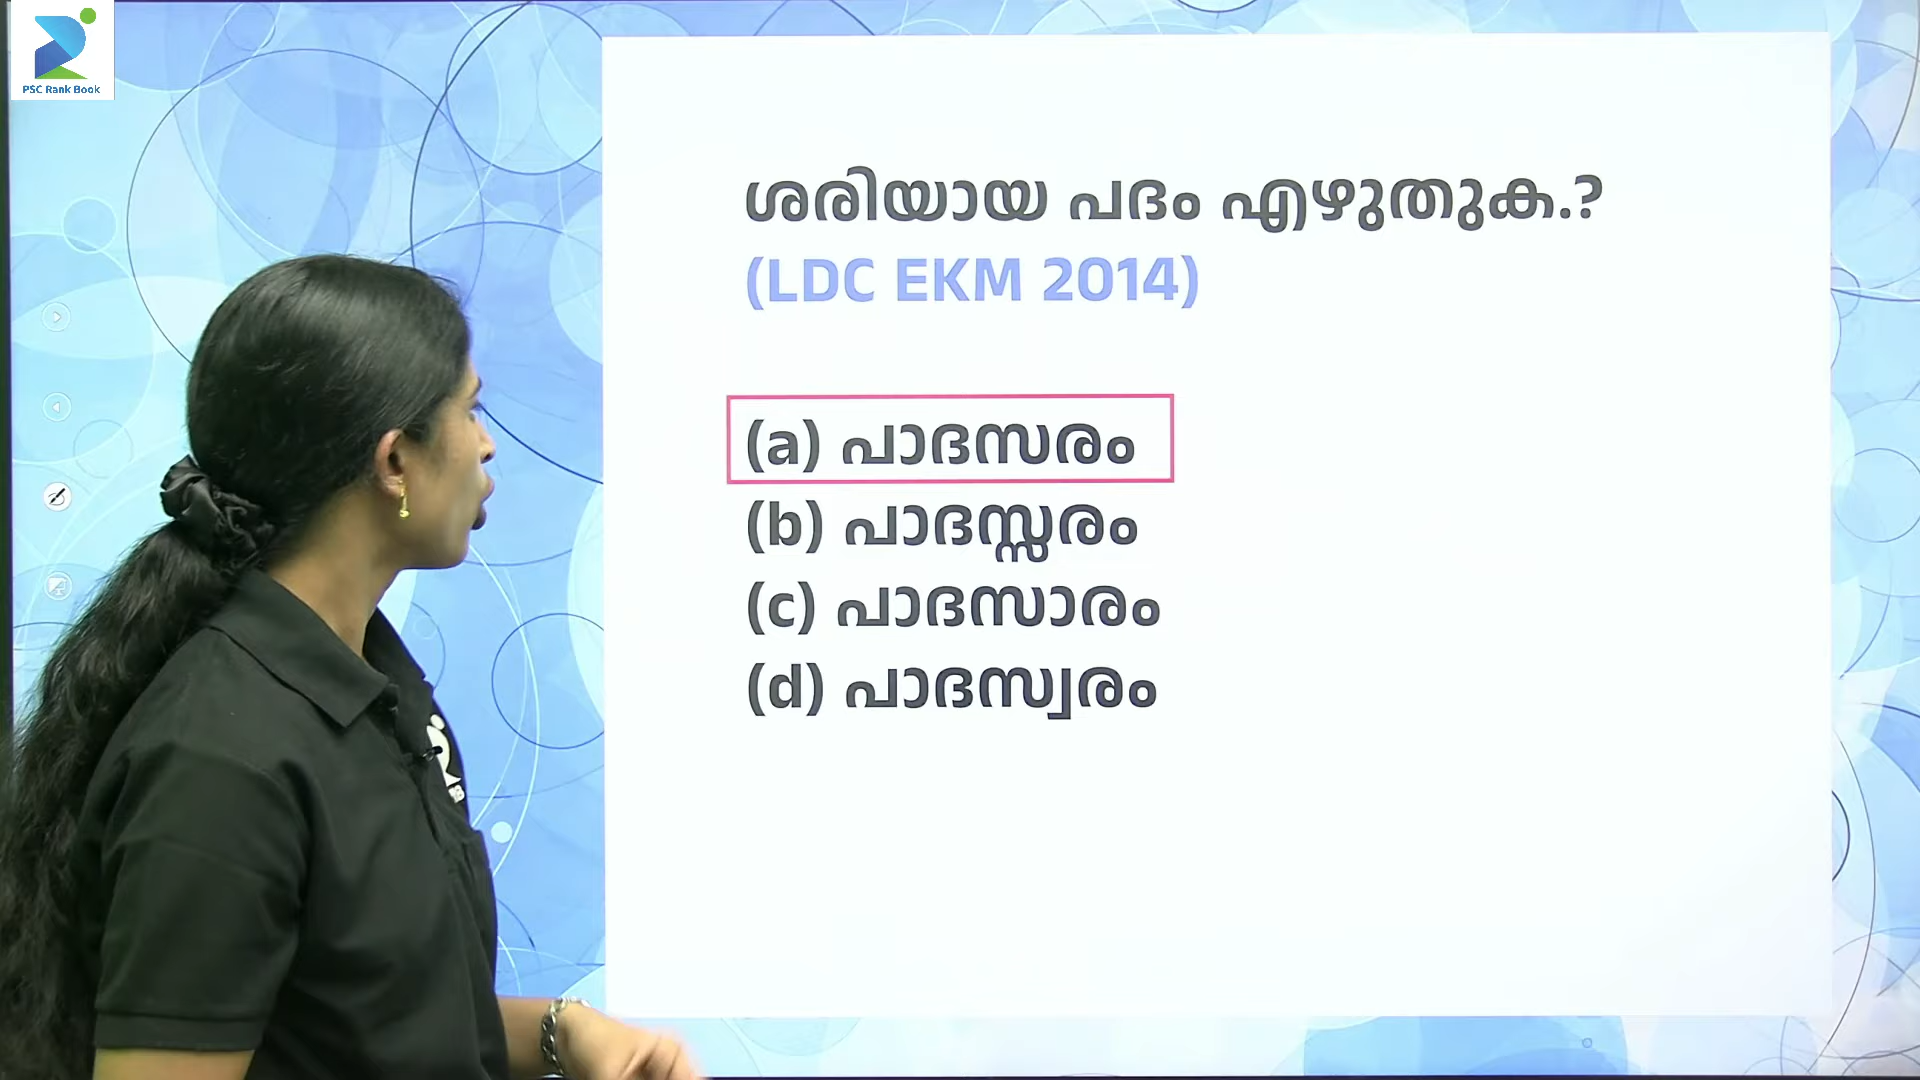 PSC Rank Book
ശരിയായ പദം എഴുതുക.?
(LDC EKM 2014)
(a) പാദസരം
(b) പാദസ്സരം
(c) പാദസാരം
(d) പാദസ്വരം